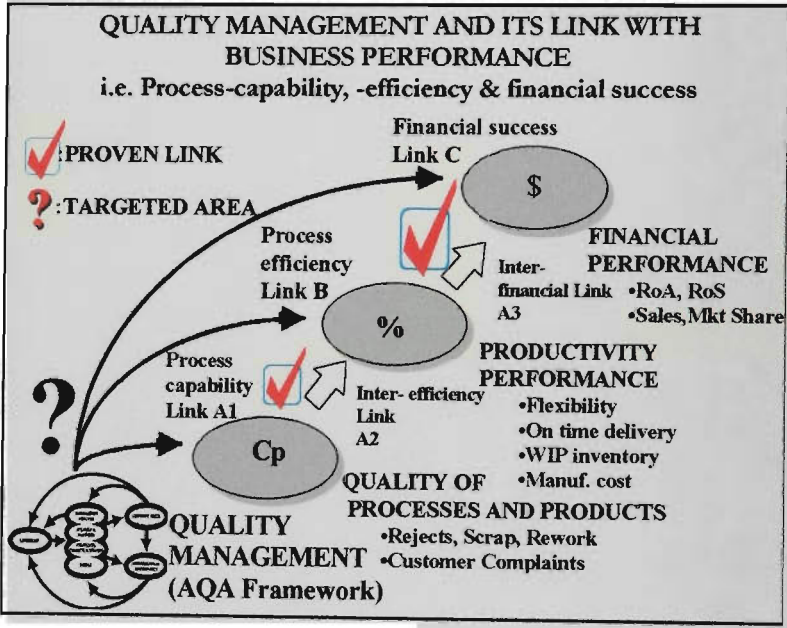 QUALITY MANAGEMENT AND ITS LINK WITH
BUSINESS PERFORMANCE
i.e. Process-capability, -efficiency & financial success
:PROVEN LINK
?:TARGETED AREA
Financial success
Link C
$
FINANCIAL
PERFORMANCE
•RoA, RoS
•Sales,Mkt Share
Inter-
financial Link
A3
Process
efficiency
Link B
%
PRODUCTIVITY
PERFORMANCE
•Flexibility
•On time delivery
•WIP inventory
•Manuf. cost
Inter- efficiency
Link
A2
Process
capability
Link A1
Cp
QUALITY OF
PROCESSES AND PRODUCTS
•Rejects, Scrap, Rework
•Customer Complaints
?
QUALITY
MANAGEMENT
(AQA Framework)